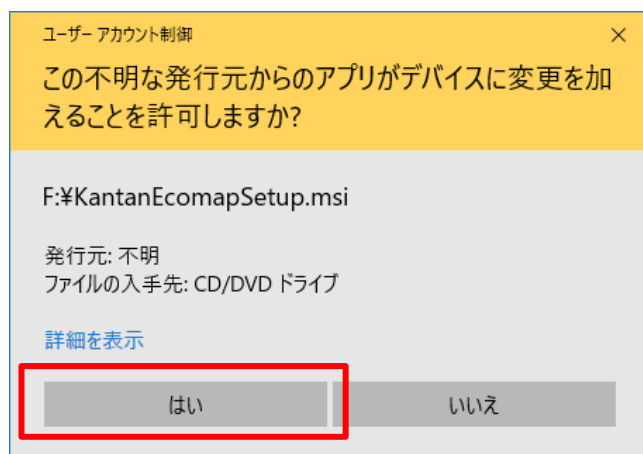 ユーザー アカウント制御
この不明な発行元からのアプリがデバイスに変更を加
えることを許可しますか?
F:¥KantanEcomapSetup.msi
発行元: 不明
ファイルの入手先: CD/DVD ドライブ
詳細を表示
はい
いいえ